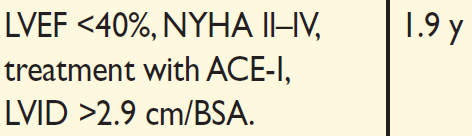 LVEF <40%, NYHA II–IV, 1.9 y
treatment with ACE-I,
LVID >2.9 cm/BSA.